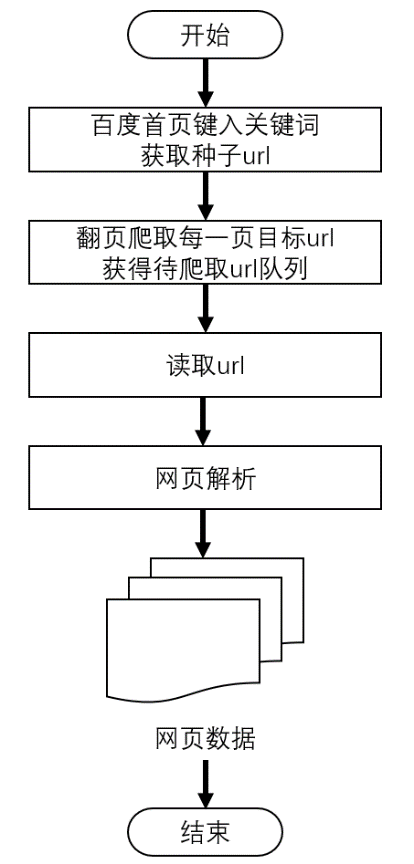 开始
百度首页键入关键词
获取种子url
翻页爬取每一页目标url
获得待爬取url队列
读取url
网页解析
网页数据
结束